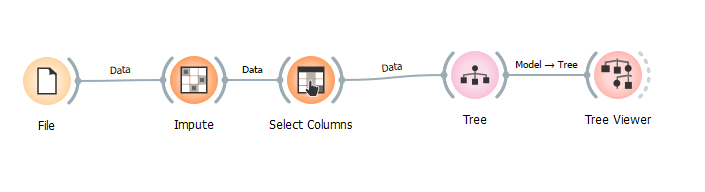 Data
Data
Data
Model → Tree
File
Impute
Select Columns
Tree
Tree Viewer